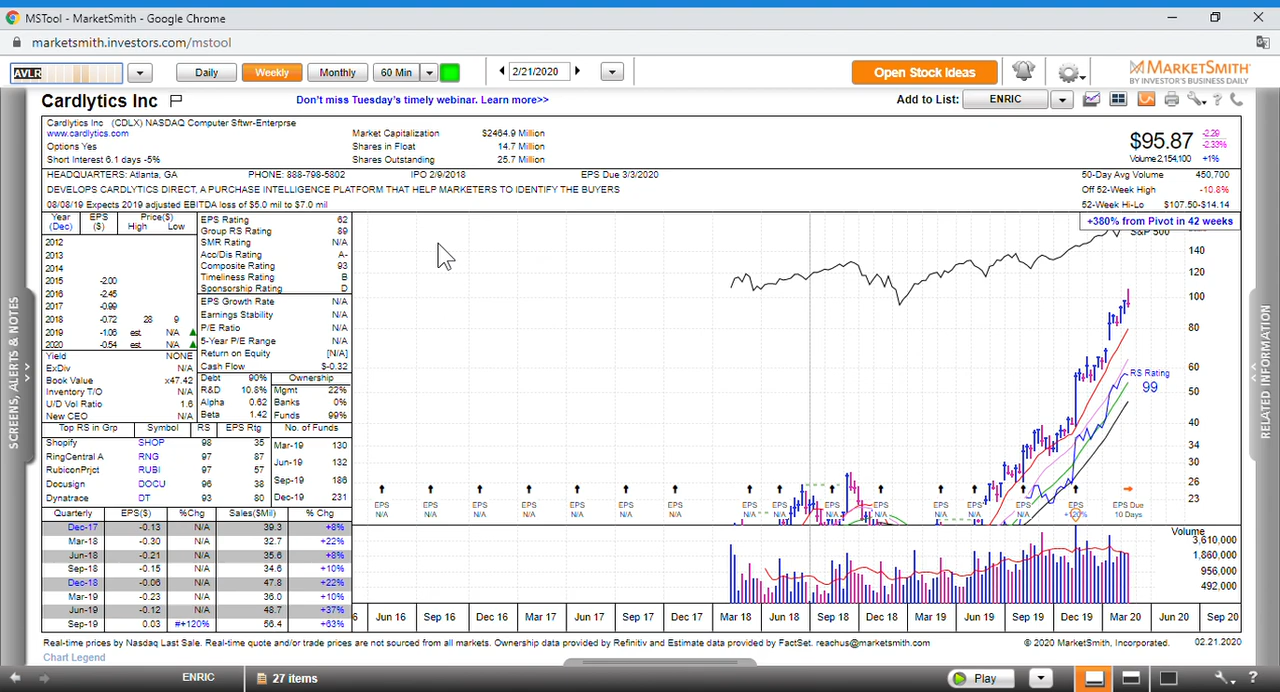 MSTool - MarketSmith - Google Chrome
marketsmith.investors.com/mstool
AVLR Daily Weekly Monthly 60 Min 2/21/2020 Open Stock Ideas MARKETSMITH
BY INVESTOR'S BUSINESS DAILY
Cardlytics Inc Don't miss Tuesday's timely webinar. Learn more>> Add to List: ENRIC
Cardlytics Inc (CDLX) NASDAQ Computer Sftwr-Enterprse
www.cardlytics.com Market Capitalization $2464.9 Million $95.87 -2.29 -2.33%
Options Yes Shares in Float 14.7 Million
Short Interest 6.1 days -5% Shares Outstanding 25.7 Million Volume 2,154,100 +1%
HEADQUARTERS: Atlanta, GA PHONE: 888-798-5802 IPO 2/9/2018 EPS Due 3/3/2020 50-Day Avg Volume 450,700
DEVELOPS CARDLYTICS DIRECT, A PURCHASE INTELLIGENCE PLATFORM THAT HELP MARKETERS TO IDENTIFY THE BUYERS Off 52-Week High -10.8%
08/08/19 Expects 2019 adjusted EBITDA loss of $5.0 mil to $7.0 mil 52-Week Hi-Lo $107.50-$14.14
+380% from Pivot in 42 weeks
S&P 500
Year (Dec) EPS ($) Price($) High Low
2012
2013
2014
2015 -2.00
2016 -2.45
2017 -0.99
2018 -0.72 28 9
2019 -1.06 est. N/A
2020 -0.54 est. N/A
Yield NONE
ExDiv N/A
Book Value x47.42
Inventory T/O N/A
U/D Vol Ratio 1.6
New CEO N/A
EPS Rating 62
Group RS Rating 89
SMR Rating N/A
Acc/Dis Rating A-
Composite Rating 93
Timeliness Rating B
Sponsorship Rating D
EPS Growth Rate N/A
Earnings Stability N/A
P/E Ratio N/A
5-Year P/E Range N/A
Return on Equity [N/A]
Cash Flow $-0.32
Debt 90%
R&D 10.8%
Alpha 0.62
Beta 1.42
Ownership
Mgmt 22%
Banks 0%
Funds 99%
Top RS in Grp Symbol RS EPS Rtg
Shopify SHOP 98 35
RingCentral A RNG 97 87
RubiconPrjct RUBI 97 57
Docusign DOCU 96 38
Dynatrace DT 93 80
No. of Funds
Mar-19 130
Jun-19 132
Sep-19 186
Dec-19 231
Quarterly EPS($) %Chg Sales($Mil) % Chg
Dec-17 -0.13 N/A 39.3 +8%
Mar-18 -0.30 N/A 32.7 +22%
Jun-18 -0.21 N/A 35.6 +8%
Sep-18 -0.15 N/A 34.6 +10%
Dec-18 -0.06 N/A 47.8 +22%
Mar-19 -0.23 N/A 36.0 +10%
Jun-19 -0.12 N/A 48.7 +37%
Sep-19 0.03 #+120% 56.4 +63%
140
120
100
80
60
50
40
34
30
26
23
RS Rating
99
EPS EPS EPS EPS EPS EPS EPS EPS EPS EPS EPS EPS EPS EPS EPS Due
N/A N/A N/A N/A N/A N/A N/A N/A N/A N/A N/A N/A N/A N/A 10 Days
Volume
3,610,000
1,860,000
956,000
492,000
6 Jun 16 Sep 16 Dec 16 Mar 17 Jun 17 Sep 17 Dec 17 Mar 18 Jun 18 Sep 18 Dec 18 Mar 19 Jun 19 Sep 19 Dec 19 Mar 20 Jun 20 Sep 20
Real-time prices by Nasdaq Last Sale. Real-time quote and/or trade prices are not sourced from all markets. Ownership data provided by Refinitiv and Estimate data provided by FactSet. reachus@marketsmith.com © 2020 MarketSmith, Incorporated. 02.21.2020
Chart Legend
SCREENS, ALERTS & NOTES
RELATED INFORMATION
ENRIC 27 items Play